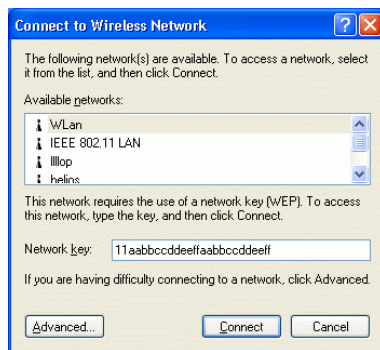 Connect to Wireless Network
The following network(s) are available. To access a network, select
it from the list, and then click Connect.
Available networks:
WLan
IEEE 802.11 LAN
llllop
helios
This network requires the use of a network key (WEP). To access
this network, type the key, and then click Connect.
Network key: 11aabbccddeeffaabbccddeeff
If you are having difficulty connecting to a network, click Advanced.
Advanced... Connect Cancel